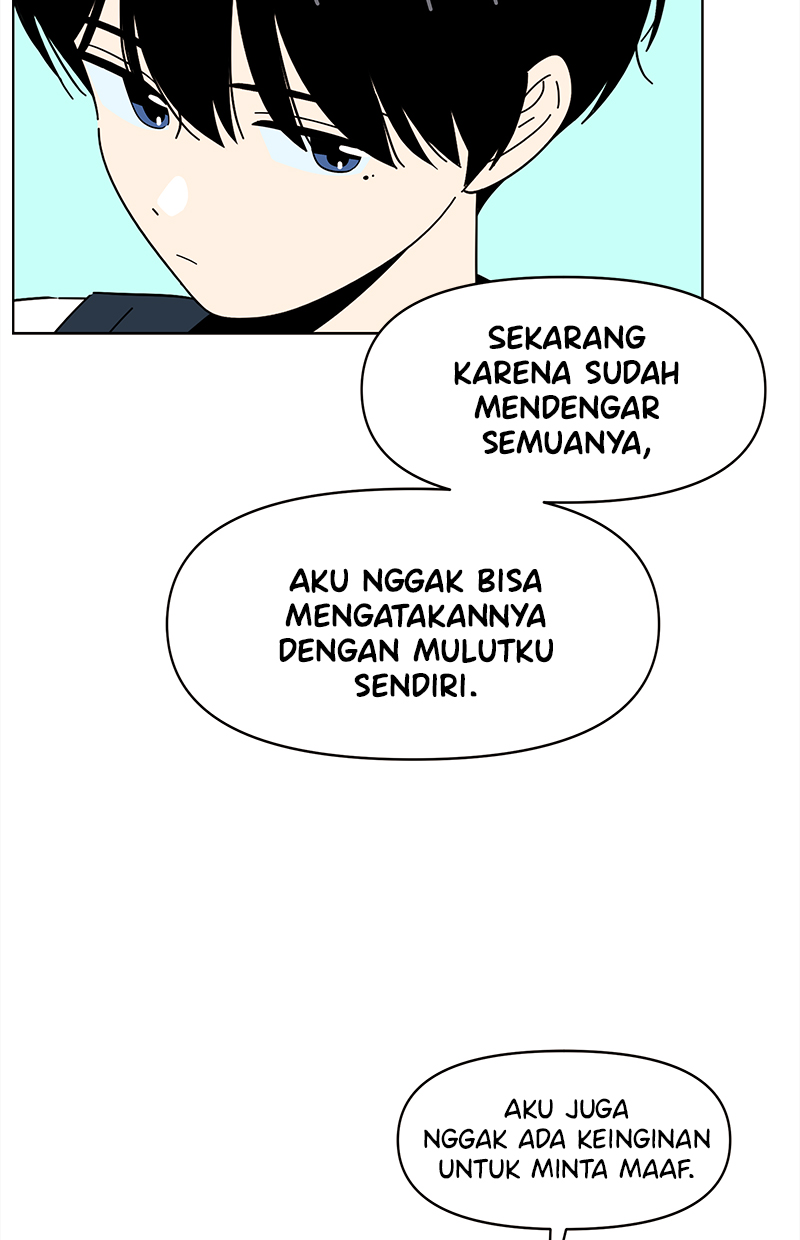 SEKARANG
KARENA SUDAH
MENDENGAR
SEMUANYA,
AKU NGGAK BISA
MENGATAKANNYA
DENGAN MULUTKU
SENDIRI.
AKU JUGA
NGGAK ADA KEINGINAN
UNTUK MINTA MAAF.